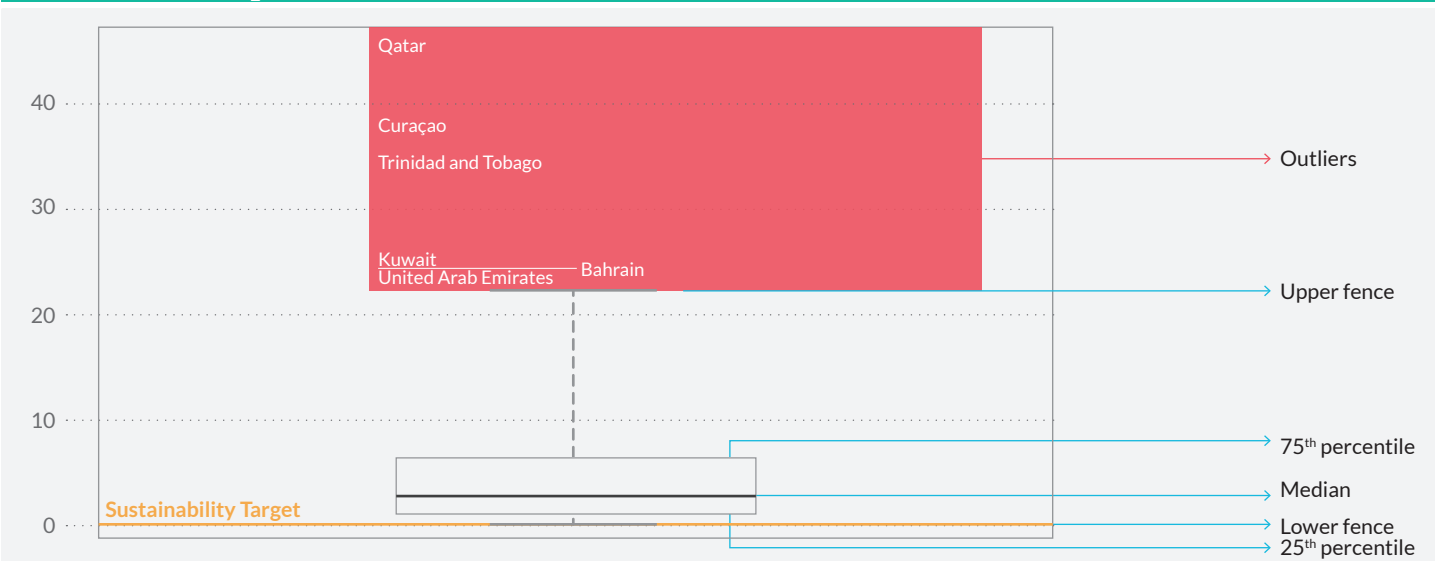 Qatar
40
Curaçao
Trinidad and Tobago
Outliers
30
Kuwait
United Arab Emirates
Bahrain
Upper fence
20
10
75th percentile
Median
Sustainability Target
0
Lower fence
25th percentile